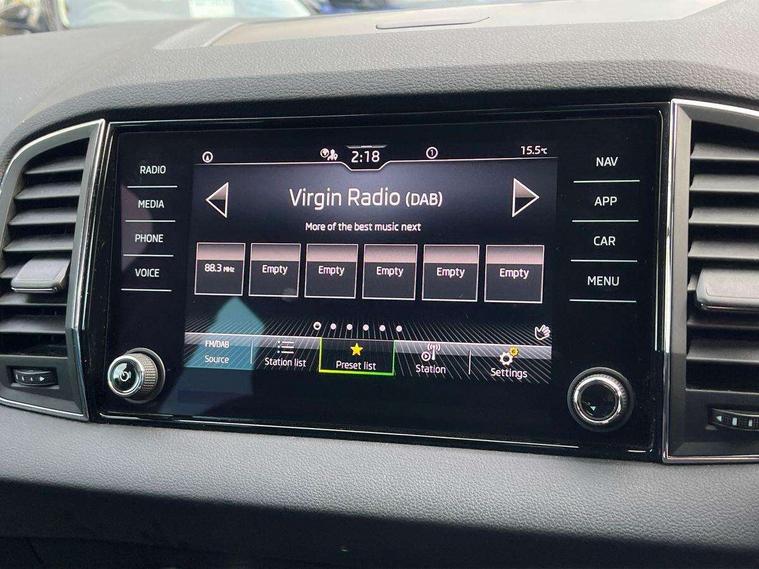 RADIO
MEDIA
PHONE
VOICE
2:18
1
15.5°C
Virgin Radio (DAB)
More of the best music next
88.3 MHz
Empty
Empty
Empty
Empty
Empty
FM/DAB
Source
Station list
Preset list
Station
Settings
NAV
APP
CAR
MENU